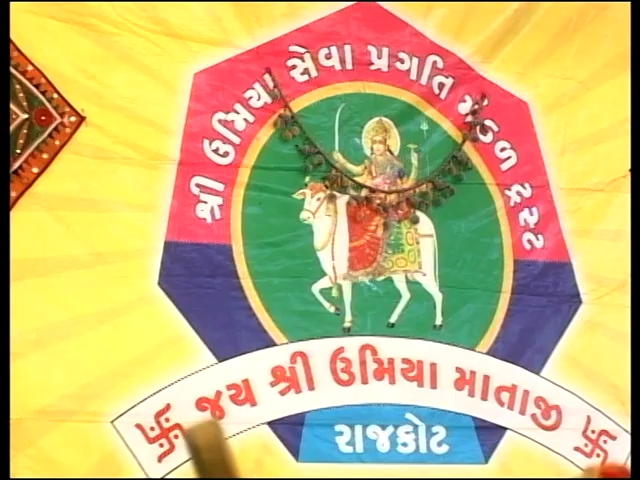 શ્રી ઉમિયા સેવા પ્રગતિ મંડળ ટ્રસ્ટ
જય શ્રી ઉમિયા માતાજી
રાજકોટ